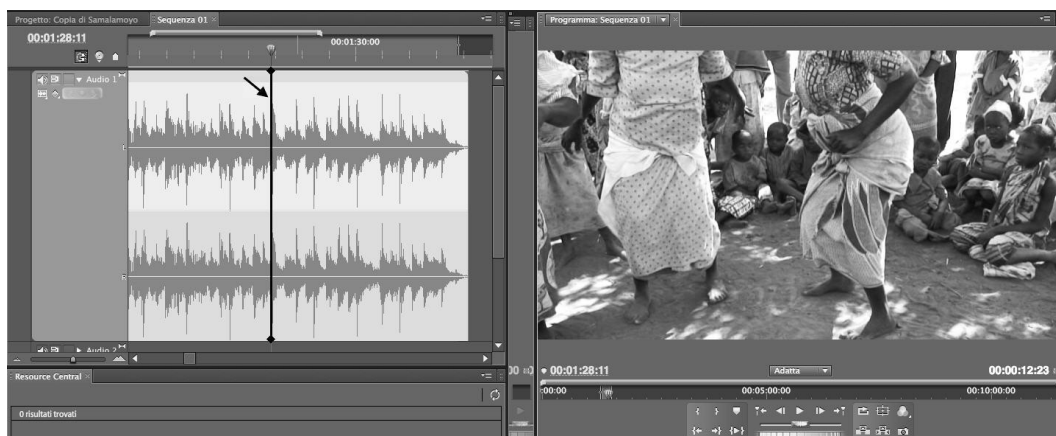 Progetto: Copia di Samalamoyo
Sequenza 01 ×
00:01:28:11
00:01:30:00
Audio 1
L
R
Audio 2
Resource Central ×
0 risultati trovati
Programma: Sequenza 01 ×
00:01:28:11
Adatta
00:00:12:23
:00:00
00:05:00:00
00:10:00:00